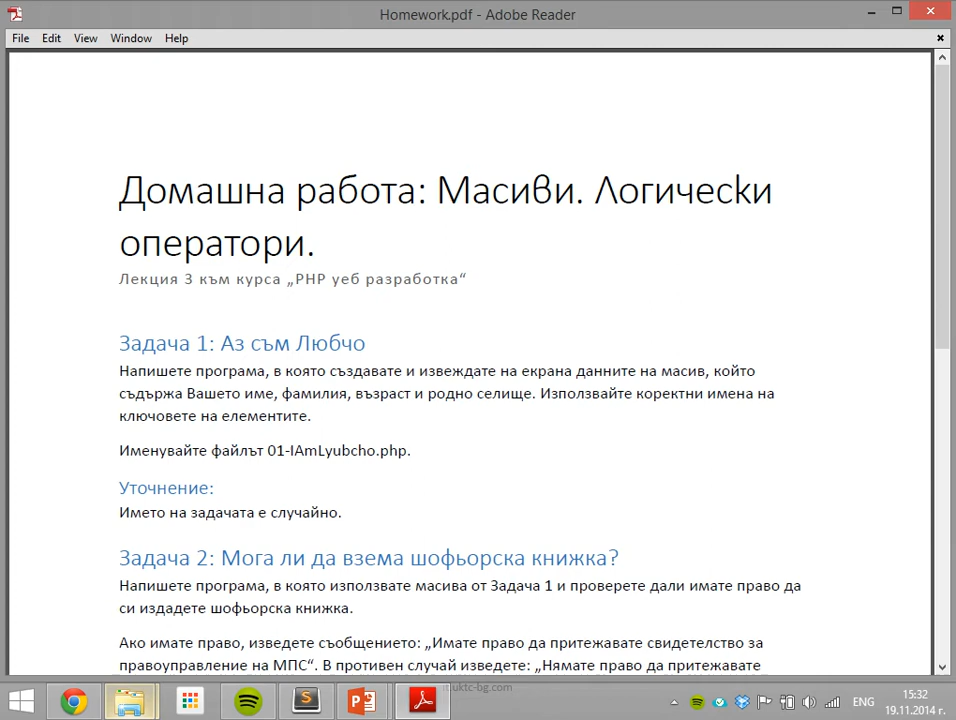 Homework.pdf - Adobe Reader
File Edit View Window Help
Домашна работа: Масиви. Логически
оператори.
Лекция 3 към курса „PHP уеб разработка“
Задача 1: Аз съм Любчо
Напишете програма, в която създавате и извеждате на екрана данните на масив, който
съдържа Вашето име, фамилия, възраст и родно селище. Използвайте коректни имена на
ключовете на елементите.
Именувайте файлът 01-IAmLyubcho.php.
Уточнение:
Името на задачата е случайно.
Задача 2: Мога ли да взема шофьорска книжка?
Напишете програма, в която използвате масива от Задача 1 и проверете дали имате право да
си издадете шофьорска книжка.
Ако имате право, изведете съобщението: „Имате право да притежавате свидетелство за
правоуправление на МПС“. В противен случай изведете: „Нямате право да притежавате
it.uktc-bg.com
ENG
15:32
19.11.2014 г.